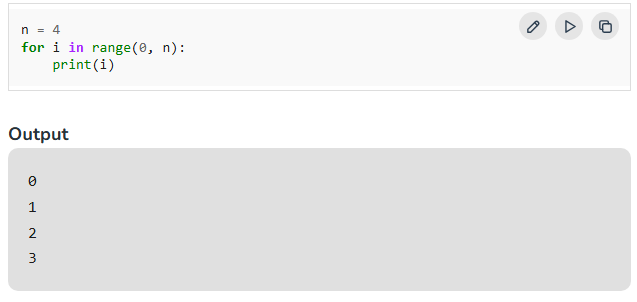 n = 4
for i in range(0, n):
    print(i)
Output
0
1
2
3